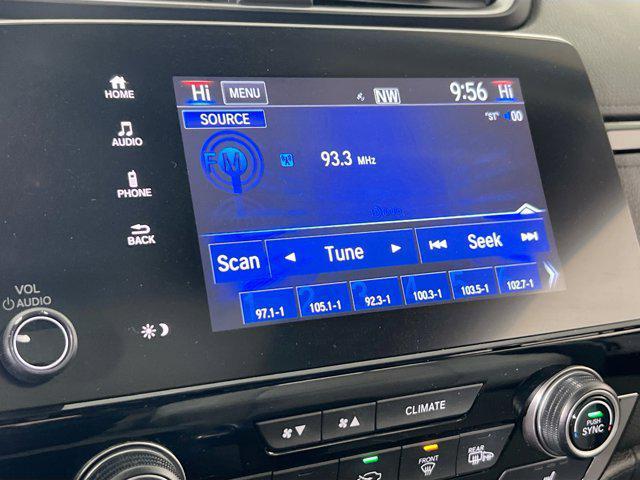 Hi MENU NW 9:56 Hi
SOURCE
"ST" 00
FM 93.3 MHz
Scan Tune Seek
97.1-1 105.1-1 92.3-1 100.3-1 103.5-1 102.7-1
HOME
AUDIO
PHONE
BACK
VOL
AUDIO
CLIMATE
FRONT
REAR
PUSH
SYNC